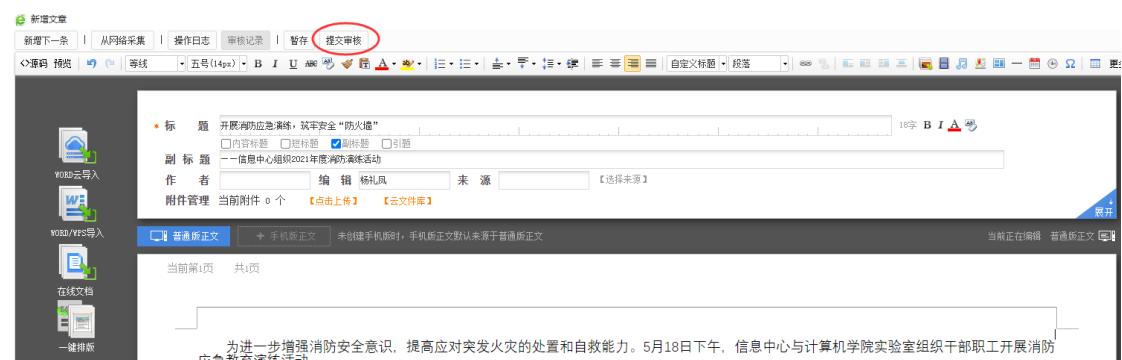 新增文章
新增下一条 | 从网络采集 | 操作日志 审核记录 | 暂存 提交审核
<>源码 预览 等线 五号(14px) B I U ABC A 自定义标题 段落 Ω
* 标 题 开展消防应急演练，筑牢安全“防火墙” 18字 B I A
内容标题 短标题 副标题 引题
副 标 题 ——信息中心组织2021年度消防演练活动
作 者 编 辑 杨礼凤 来 源 【选择来源】
附件管理 当前附件 0 个 【点击上传】 【云文件库】
展开
WORD云导入
WORD/WPS导入
在线文档
一键排版
普通版正文 + 手机版正文 未创建手机版时，手机版正文默认来源于普通版正文 当前正在编辑 普通版正文
当前第1页 共1页
为进一步增强消防安全意识，提高应对突发火灾的处置和自救能力。5月18日下午，信息中心与计算机学院实验室组织干部职工开展消防
应急教育演练活动